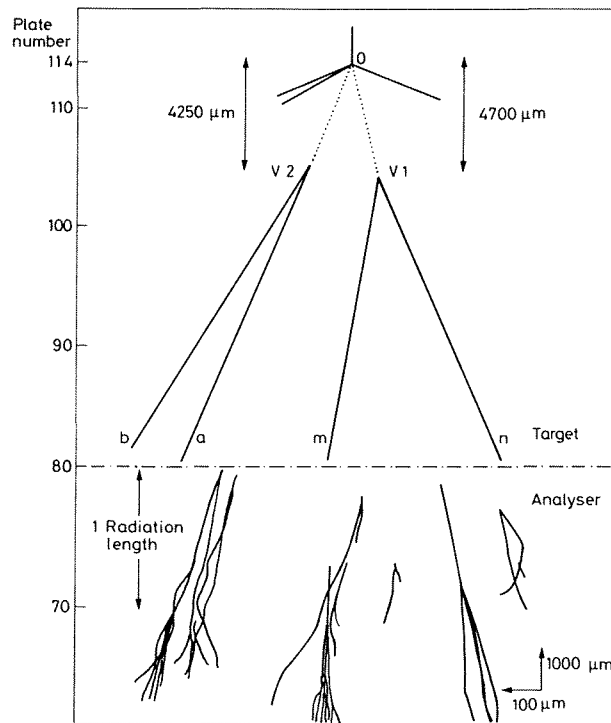 Plate
number
114
O
110
4250 μm
4700 μm
V 2
V 1
100
90
b
a
m
n
Target
80
Analyser
1 Radiation
length
70
1000 μm
100 μm